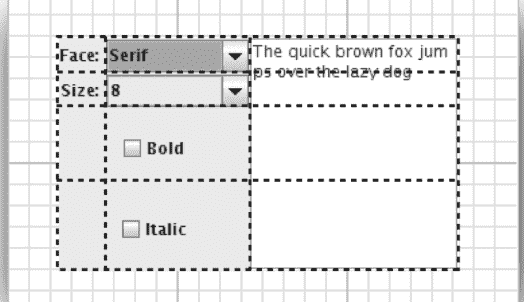 Face: Serif
The quick brown fox jum
ps over the lazy dog
Size: 8
Bold
Italic